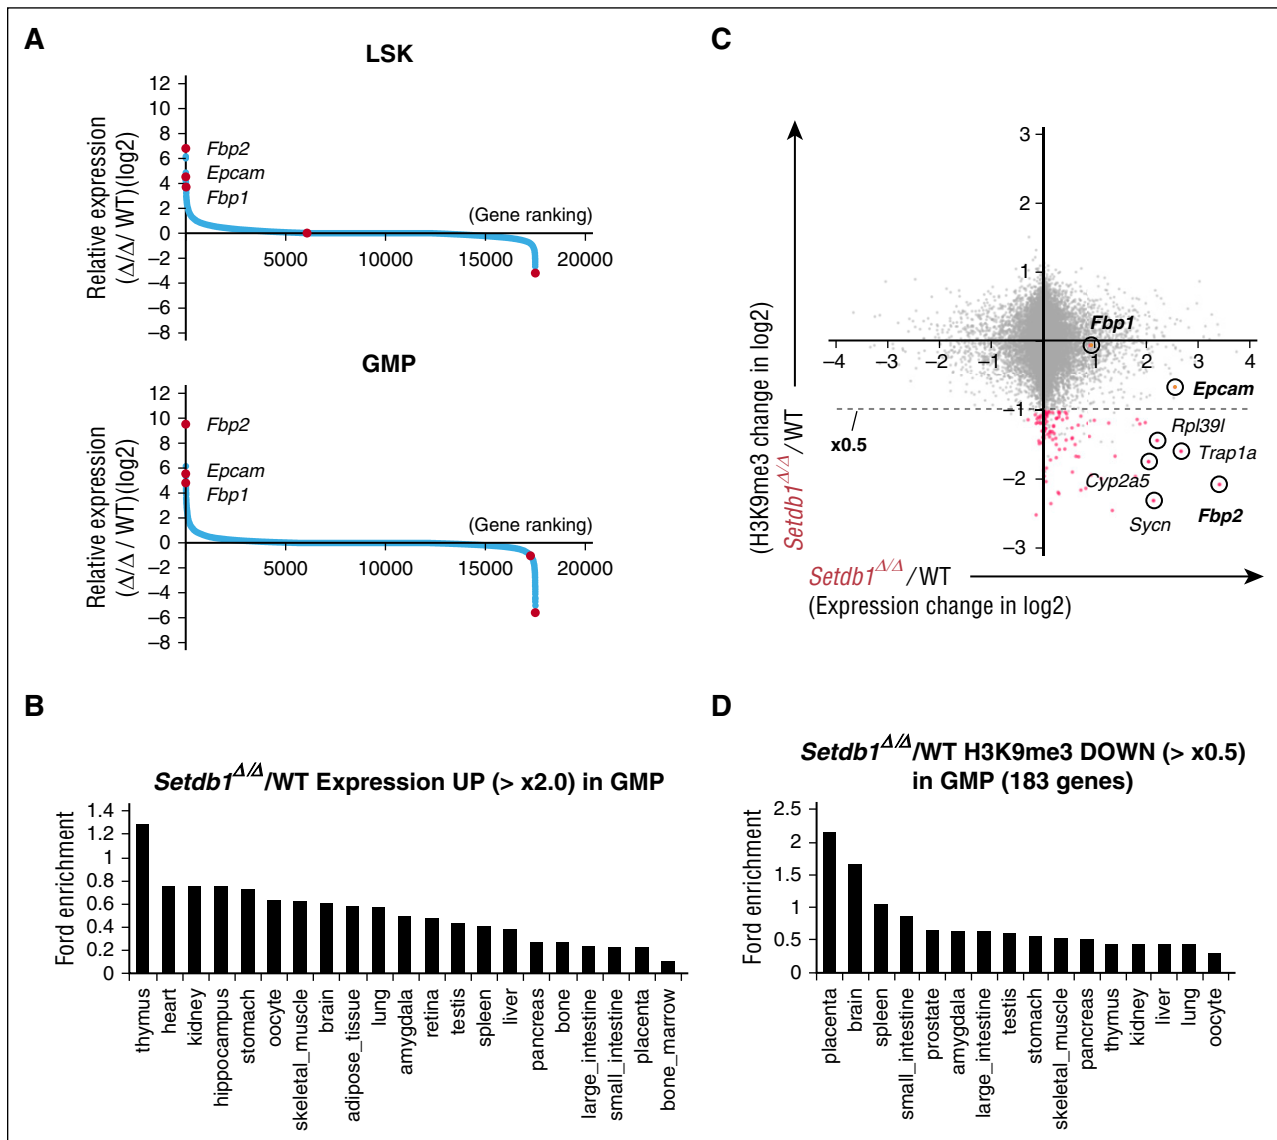 A
LSK
Relative expression
(Δ/Δ/ WT)(log2)
12
10
8
6
4
2
0
−2
−4
−6
−8
Fbp2
Epcam
Fbp1
(Gene ranking)
5000
10000
15000
20000
GMP
Relative expression
(Δ/Δ / WT)(log2)
12
10
8
6
4
2
0
−2
−4
−6
−8
Fbp2
Epcam
Fbp1
(Gene ranking)
5000
10000
15000
20000
B
Setdb1Δ/Δ/WT Expression UP (> x2.0) in GMP
Ford enrichment
1.4
1.2
1
0.8
0.6
0.4
0.2
0
thymus
heart
kidney
hippocampus
stomach
oocyte
skeletal_muscle
brain
adipose_tissue
lung
amygdala
retina
testis
spleen
liver
pancreas
bone
large_intestine
small_intestine
placenta
bone_marrow
C
(H3K9me3 change in log2)
Setdb1Δ/Δ/WT
3
2
1
−1
−2
−3
−4
−3
−2
−1
0
1
2
3
4
Fbp1
Epcam
x0.5
Rpl39l
Trap1a
Cyp2a5
Sycn
Fbp2
Setdb1Δ/Δ/WT
(Expression change in log2)
D
Setdb1Δ/Δ/WT H3K9me3 DOWN (> x0.5)
in GMP (183 genes)
Ford enrichment
2.5
2
1.5
1
0.5
0
placenta
brain
spleen
small_intestine
prostate
amygdala
large_intestine
testis
stomach
skeletal_muscle
pancreas
thymus
kidney
liver
lung
oocyte